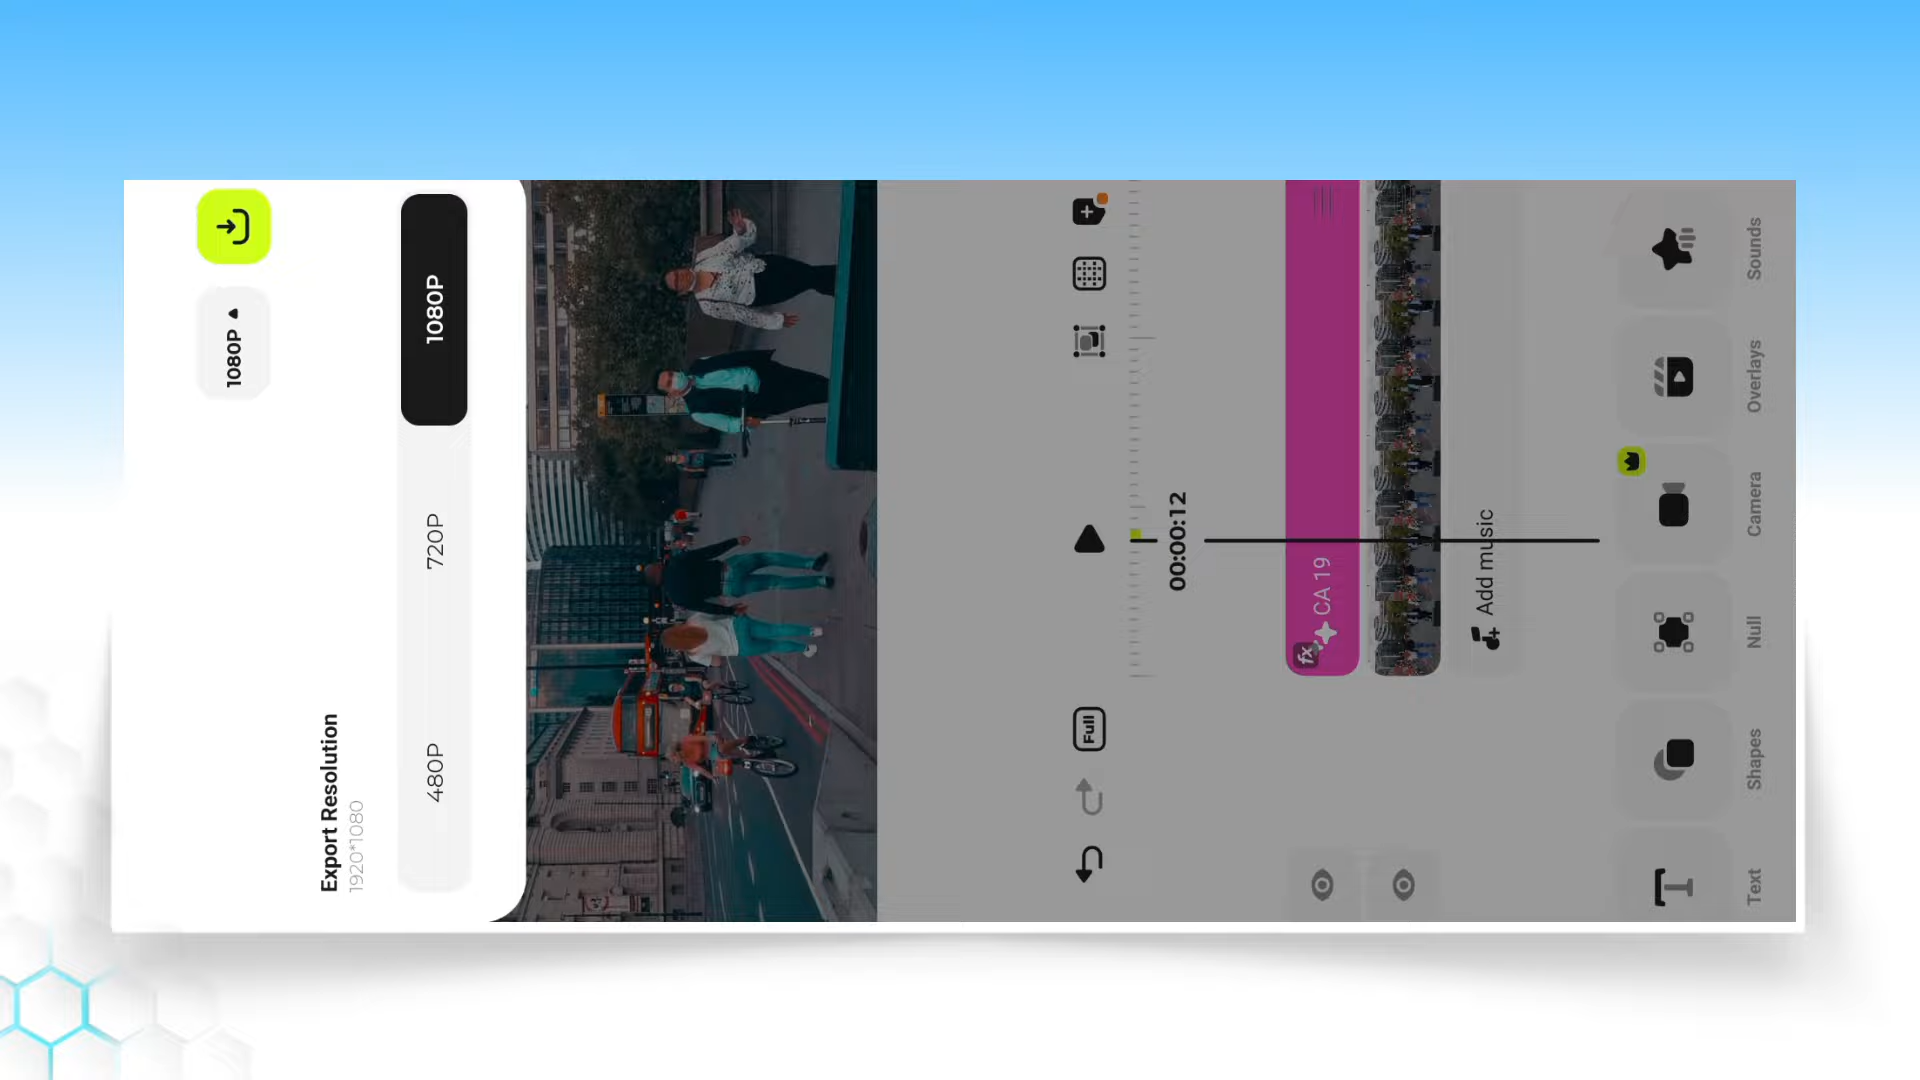 1080P
Export Resolution
1920*1080
480P
720P
1080P
Full
00:00:12
fx
CA 19
Add music
Text
Shapes
Null
Camera
Overlays
Sounds